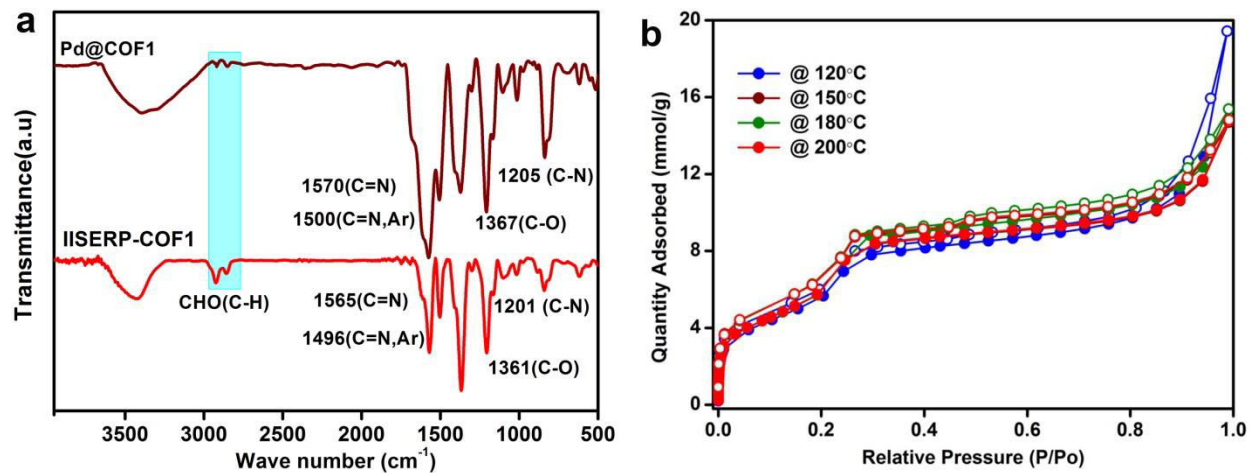 a
Pd@COF1
Transmittance(a.u)
1570(C=N)
1500(C=N,Ar)
1205 (C-N)
1367(C-O)
IISERP-COF1
CHO(C-H)
1565(C=N)
1496(C=N,Ar)
1201 (C-N)
1361(C-O)
3500 3000 2500 2000 1500 1000 500
Wave number (cm⁻¹)
b
@ 120°C
@ 150°C
@ 180°C
@ 200°C
Quantity Adsorbed (mmol/g)
20
16
12
8
4
0
0.0 0.2 0.4 0.6 0.8 1.0
Relative Pressure (P/Po)